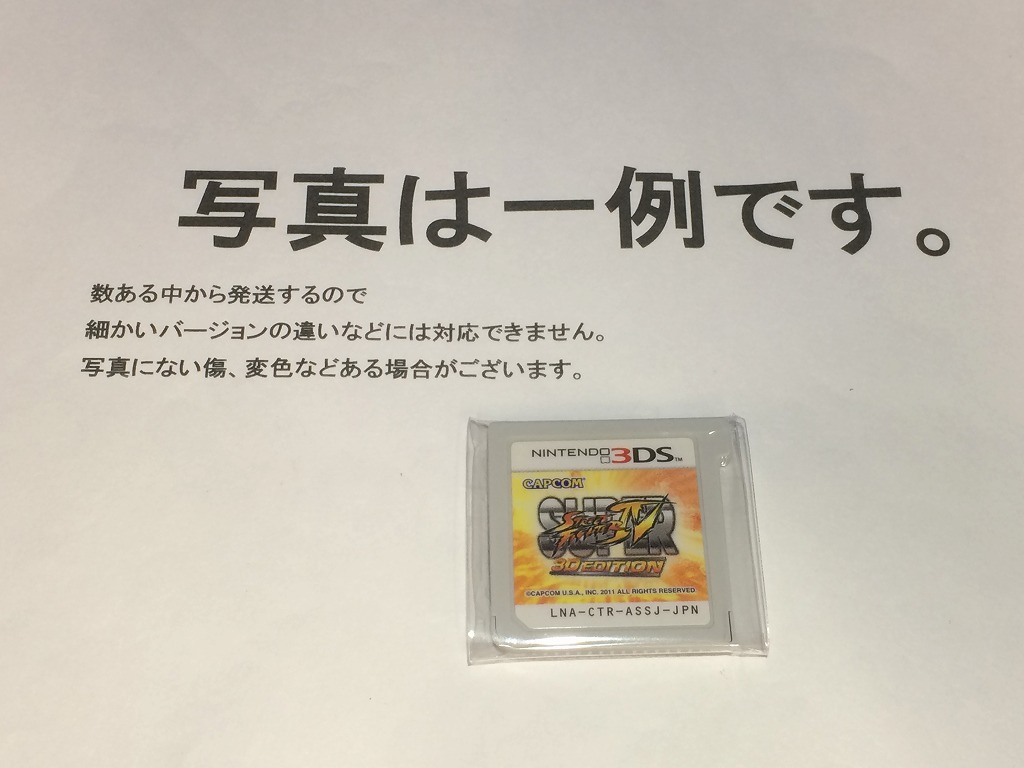 写真は一例です。
数ある中から発送するので
細かいバージョンの違いなどには対応できません。
写真にない傷、変色などある場合がございます。
NINTENDO 3DS™
CAPCOM
SUPER
STREET
FIGHTER IV
3D EDITION
©CAPCOM U.S.A., INC. 2011 ALL RIGHTS RESERVED
LNA-CTR-ASSJ-JPN